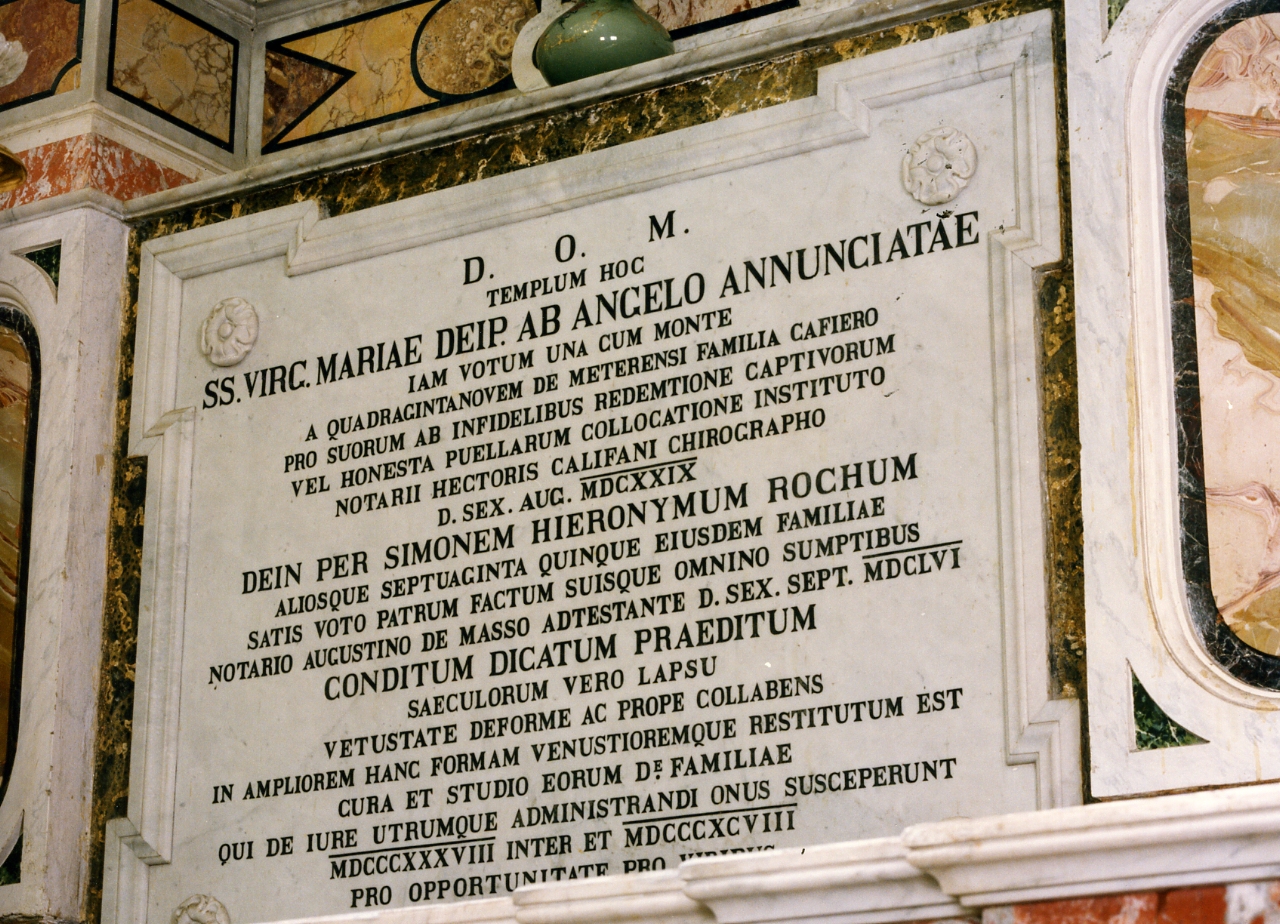 D. O. M.
TEMPLUM HOC
SS. VIRG. MARIAE DEIP. AB ANGELO ANNUNCIATAE
IAM VOTUM UNA CUM MONTE
A QUADRAGINTANOVEM DE METERENSI FAMILIA CAFIERO
PRO SUORUM AB INFIDELIBUS REDEMTIONE CAPTIVORUM
VEL HONESTA PUELLARUM COLLOCATIONE INSTITUTO
NOTARII HECTORIS CALIFANI CHIROGRAPHO
D. SEX. AUG. MDCXXIX
DEIN PER SIMONEM HIERONYMUM ROCHUM
ALIOSQUE SEPTUAGINTA QUINQUE EIUSDEM FAMILIAE
SATIS VOTO PATRUM FACTUM SUISQUE OMNINO SUMPTIBUS
NOTARIO AUGUSTINO DE MASSO ADTESTANTE D. SEX. SEPT. MDCLVI
CONDITUM DICATUM PRAEDITUM
SAECULORUM VERO LAPSU
VETUSTATE DEFORME AC PROPE COLLABENS
IN AMPLIOREM HANC FORMAM VENUSTIOREMQUE RESTITUTUM EST
CURA ET STUDIO EORUM DE FAMILIAE
QUI DE IURE UTRUMQUE ADMINISTRANDI ONUS SUSCEPERUNT
MDCCCXXXVIII INTER ET MDCCCXCVIII
PRO OPPORTUNITATE PRO VIRIBUS